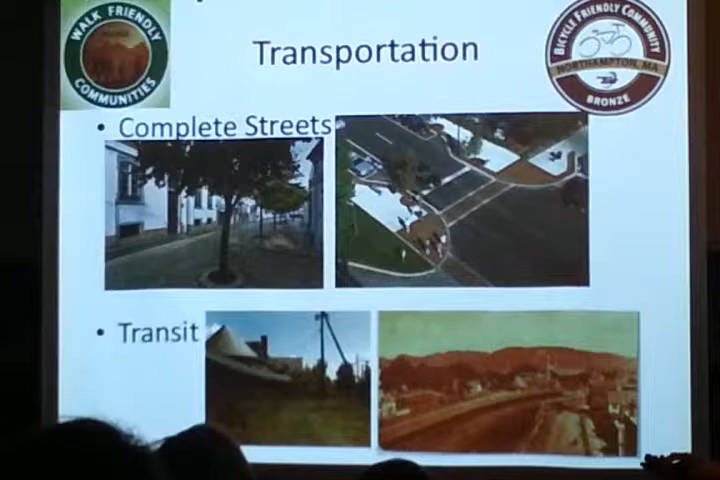 WALK FRIENDLY
COMMUNITIES
Transportation
BICYCLE FRIENDLY COMMUNITY
NORTHAMPTON, MA
BRONZE
• Complete Streets
• Transit